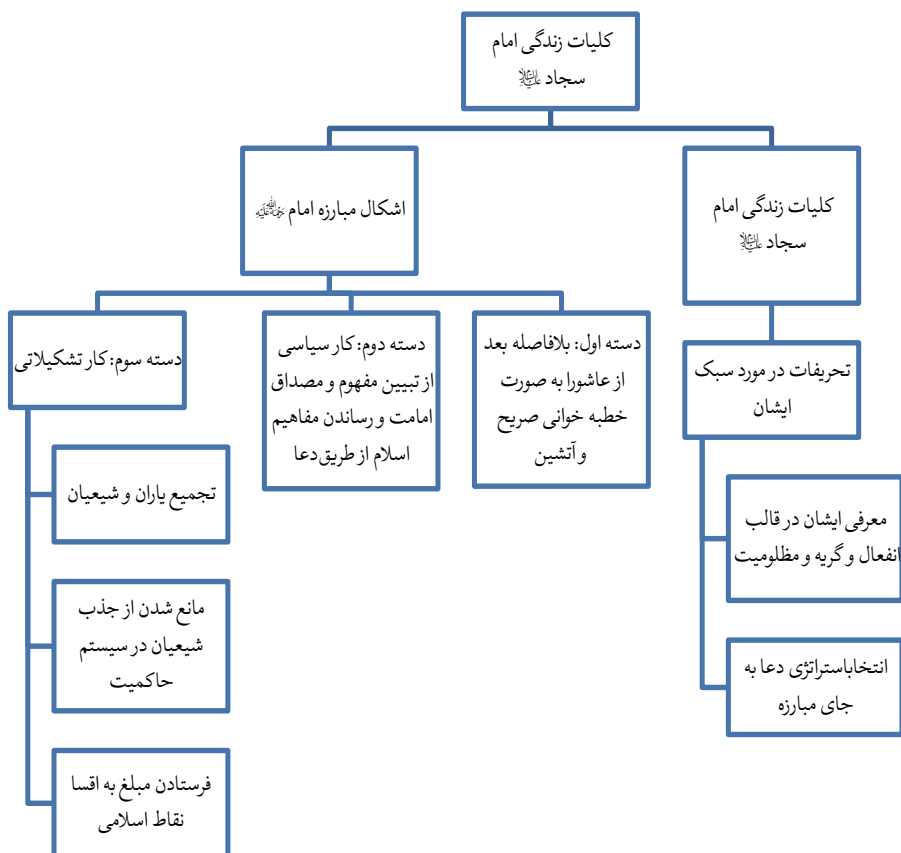 کلیات زندگی امام
سجاد علیه‌السلام
کلیات زندگی امام
سجاد علیه‌السلام
تحریفات در مورد سبک
ایشان
معرفی ایشان در قالب
انفعال و گریه و مظلومیت
انتخاباستراتژی دعا به
جای مبارزه
اشکال مبارزه امام رحمةالله‌علیه
دسته اول: بلافاصله بعد
از عاشورا به صورت
خطبه خوانی صریح
و آتشین
دسته دوم: کار سیاسی
از تبیین مفهوم و مصداق
امامت و رساندن مفاهیم
اسلام از طریق دعا
دسته سوم: کار تشکیلاتی
تجمیع یاران و شیعیان
مانع شدن از جذب
شیعیان در سیستم
حاکمیت
فرستادن مبلغ به اقسا
نقاط اسلامی